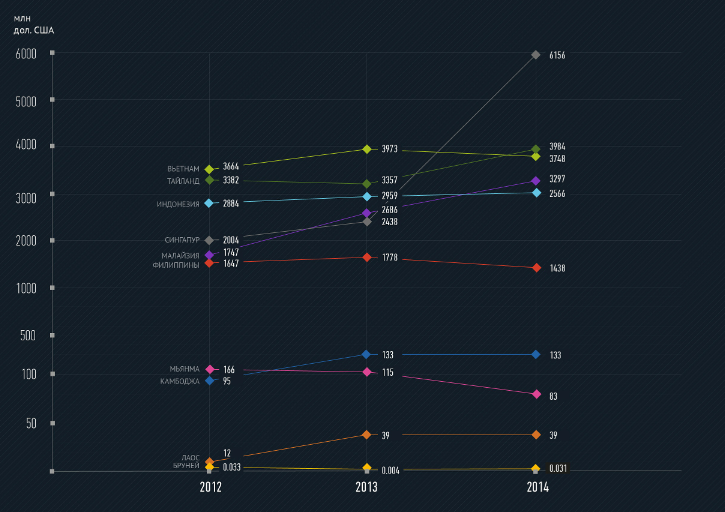 млн
дол. США
6000
6156
5000
4000
3973
3984
3748
ВЬЕТНАМ 3664
ТАЙЛАНД 3382
3357
3297
3000
ИНДОНЕЗИЯ 2884
2959
2566
2686
2438
2000
СИНГАПУР 2004
МАЛАЙЗИЯ 1747
ФИЛИППИНЫ 1647
1778
1438
1000
500
133
133
100
МЬЯНМА 166
КАМБОДЖА 95
115
83
50
39
39
ЛАОС 12
БРУНЕЙ 0.033
0.004
0.031
2012
2013
2014